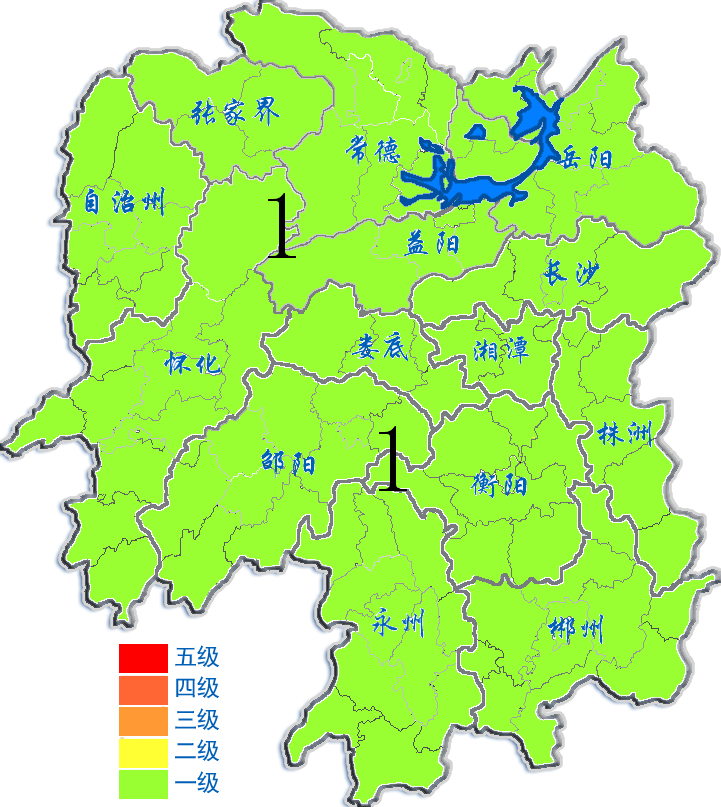 张家界
常德
岳阳
自治州
1
益阳
长沙
怀化
娄底
湘潭
邵阳
1
衡阳
株洲
永州
郴州
五级
四级
三级
二级
一级